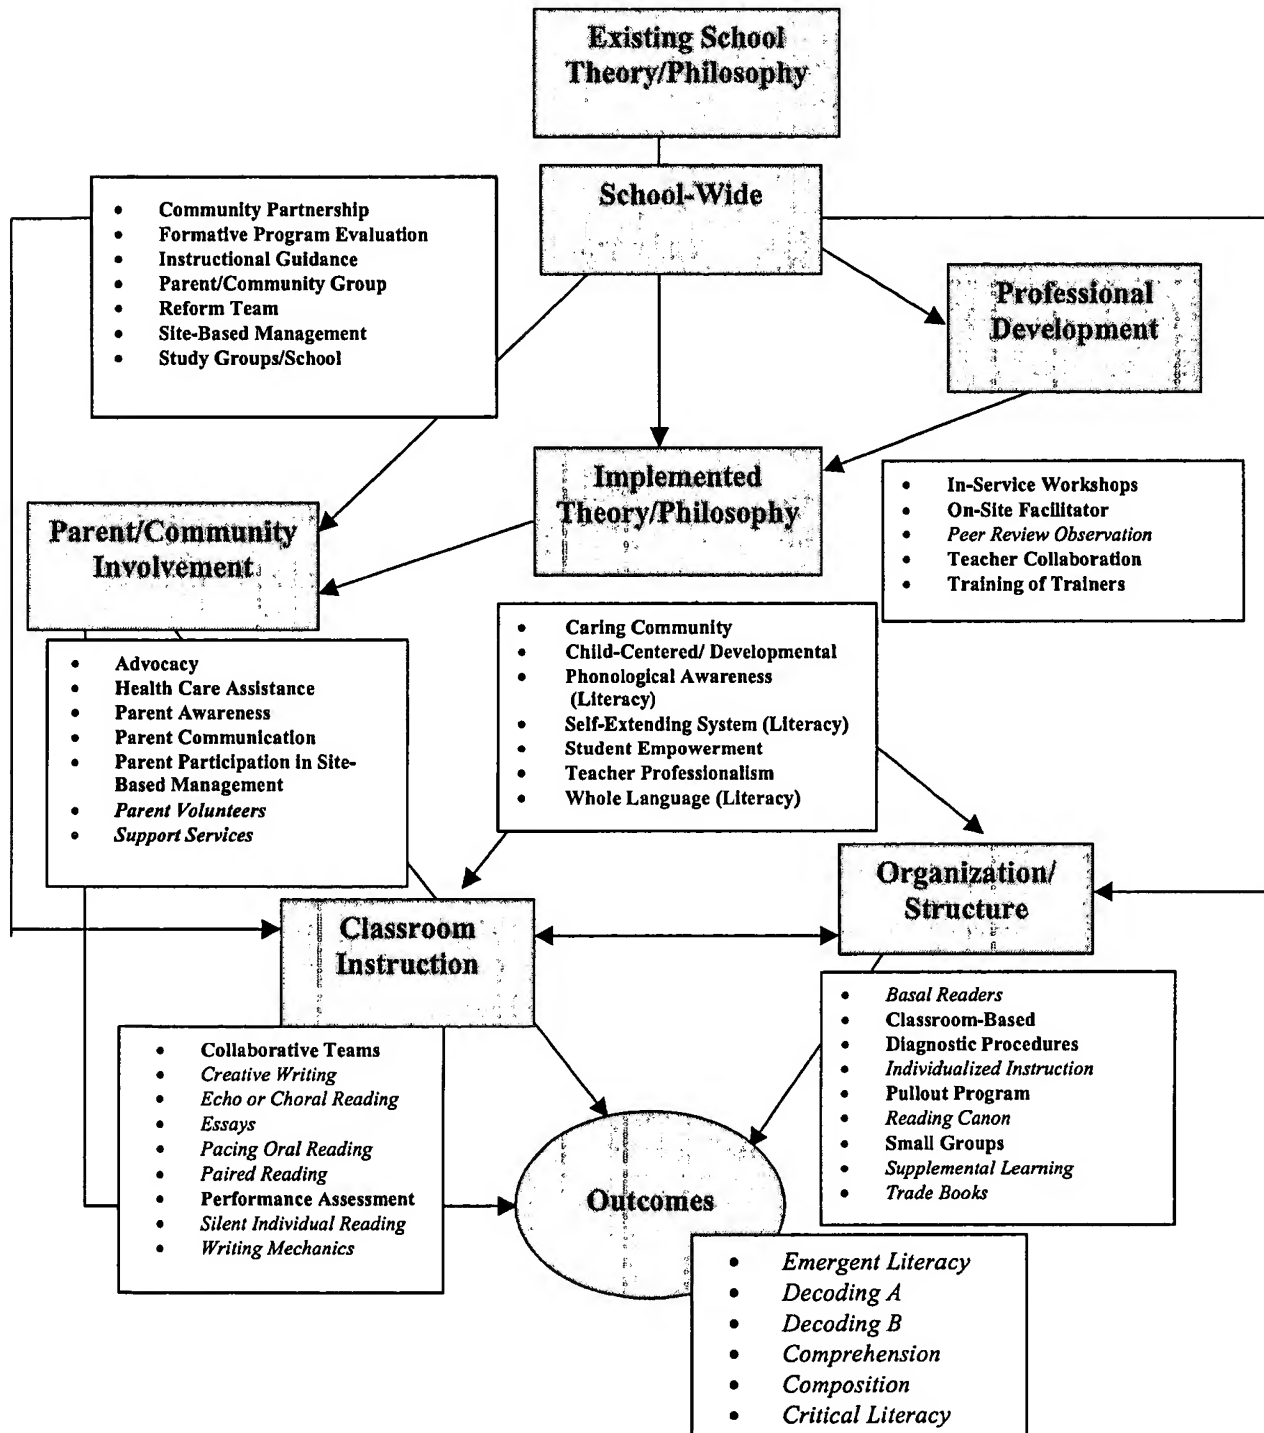 Existing School
Theory/Philosophy
School-Wide
• Community Partnership
• Formative Program Evaluation
• Instructional Guidance
• Parent/Community Group
• Reform Team
• Site-Based Management
• Study Groups/School
Professional
Development
Implemented
Theory/Philosophy
• In-Service Workshops
• On-Site Facilitator
• Peer Review Observation
• Teacher Collaboration
• Training of Trainers
Parent/Community
Involvement
• Caring Community
• Child-Centered/ Developmental
• Phonological Awareness
(Literacy)
• Self-Extending System (Literacy)
• Student Empowerment
• Teacher Professionalism
• Whole Language (Literacy)
• Advocacy
• Health Care Assistance
• Parent Awareness
• Parent Communication
• Parent Participation in Site-
Based Management
• Parent Volunteers
• Support Services
Organization/
Structure
Classroom
Instruction
• Basal Readers
• Classroom-Based
• Diagnostic Procedures
• Individualized Instruction
• Pullout Program
• Reading Canon
• Small Groups
• Supplemental Learning
• Trade Books
• Collaborative Teams
• Creative Writing
• Echo or Choral Reading
• Essays
• Pacing Oral Reading
• Paired Reading
• Performance Assessment
• Silent Individual Reading
• Writing Mechanics
Outcomes
• Emergent Literacy
• Decoding A
• Decoding B
• Comprehension
• Composition
• Critical Literacy